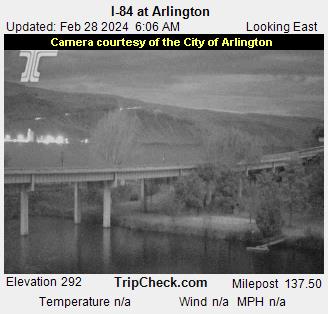 I-84 at Arlington
Updated: Feb 28 2024 6:06 AM Looking East
Camera courtesy of the City of Arlington
Elevation 292 TripCheck.com Milepost 137.50
Temperature n/a Wind n/a MPH n/a